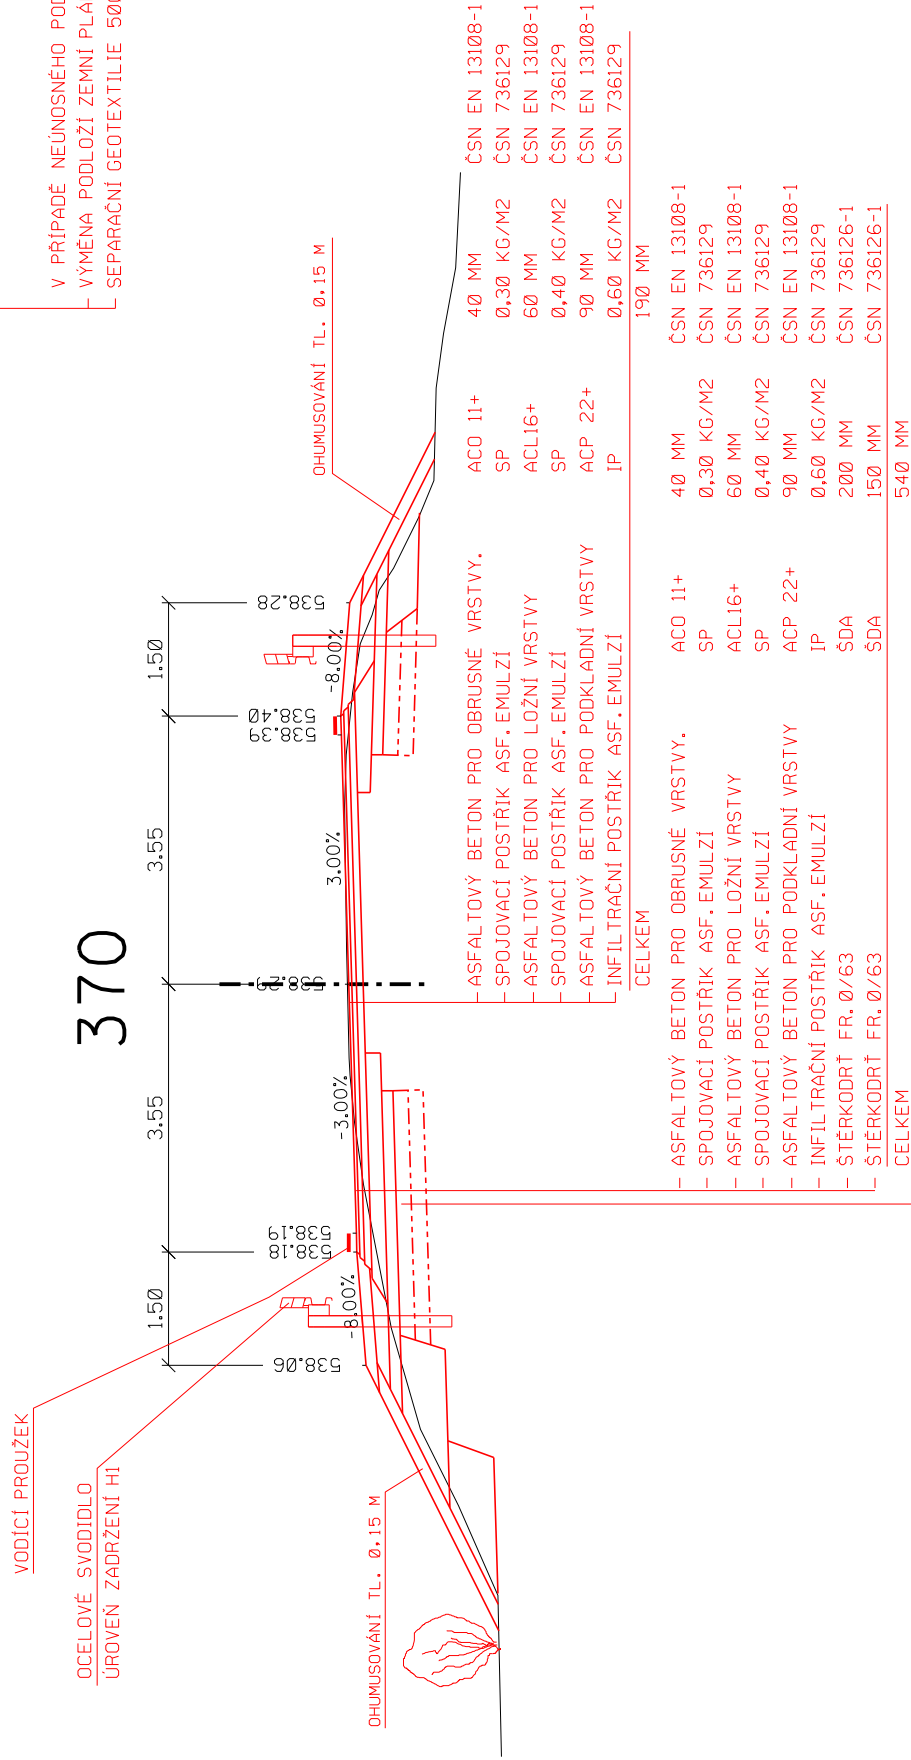 370
1.50
3.55
3.55
1.50
538.06
538.18
538.19
538.29
538.39
538.40
538.28
-8.00%
-3.00%
3.00%
-8.00%
VODÍCÍ PROUŽEK
OCELOVÉ SVODIDLO
ÚROVEŇ ZADRŽENÍ H1
OHUMUSOVÁNÍ TL. 0,15 M
OHUMUSOVÁNÍ TL. 0,15 M
V PŘÍPADĚ NEÚNOSNÉHO POD
VÝMĚNA PODLOŽÍ ZEMNÍ PLÁ
SEPARAČNÍ GEOTEXTILIE 500
ASFALTOVÝ BETON PRO OBRUSNÉ VRSTVY. ACO 11+ 40 MM ČSN EN 13108-1
SPOJOVACÍ POSTŘIK ASF. EMULZÍ SP 0,30 KG/M2 ČSN 736129
ASFALTOVÝ BETON PRO LOŽNÍ VRSTVY ACL16+ 60 MM ČSN EN 13108-1
SPOJOVACÍ POSTŘIK ASF. EMULZÍ SP 0,40 KG/M2 ČSN 736129
ASFALTOVÝ BETON PRO PODKLADNÍ VRSTVY ACP 22+ 90 MM ČSN EN 13108-1
INFILTRAČNÍ POSTŘIK ASF. EMULZÍ IP 0,60 KG/M2 ČSN 736129
CELKEM 190 MM
ASFALTOVÝ BETON PRO OBRUSNÉ VRSTVY. ACO 11+ 40 MM ČSN EN 13108-1
SPOJOVACÍ POSTŘIK ASF. EMULZÍ SP 0,30 KG/M2 ČSN 736129
ASFALTOVÝ BETON PRO LOŽNÍ VRSTVY ACL16+ 60 MM ČSN EN 13108-1
SPOJOVACÍ POSTŘIK ASF. EMULZÍ SP 0,40 KG/M2 ČSN 736129
ASFALTOVÝ BETON PRO PODKLADNÍ VRSTVY ACP 22+ 90 MM ČSN EN 13108-1
INFILTRAČNÍ POSTŘIK ASF. EMULZÍ IP 0,60 KG/M2 ČSN 736129
ŠTĚRKODRŤ FR. 0/63 ŠDA 200 MM ČSN 736126-1
ŠTĚRKODRŤ FR. 0/63 ŠDA 150 MM ČSN 736126-1
CELKEM 540 MM